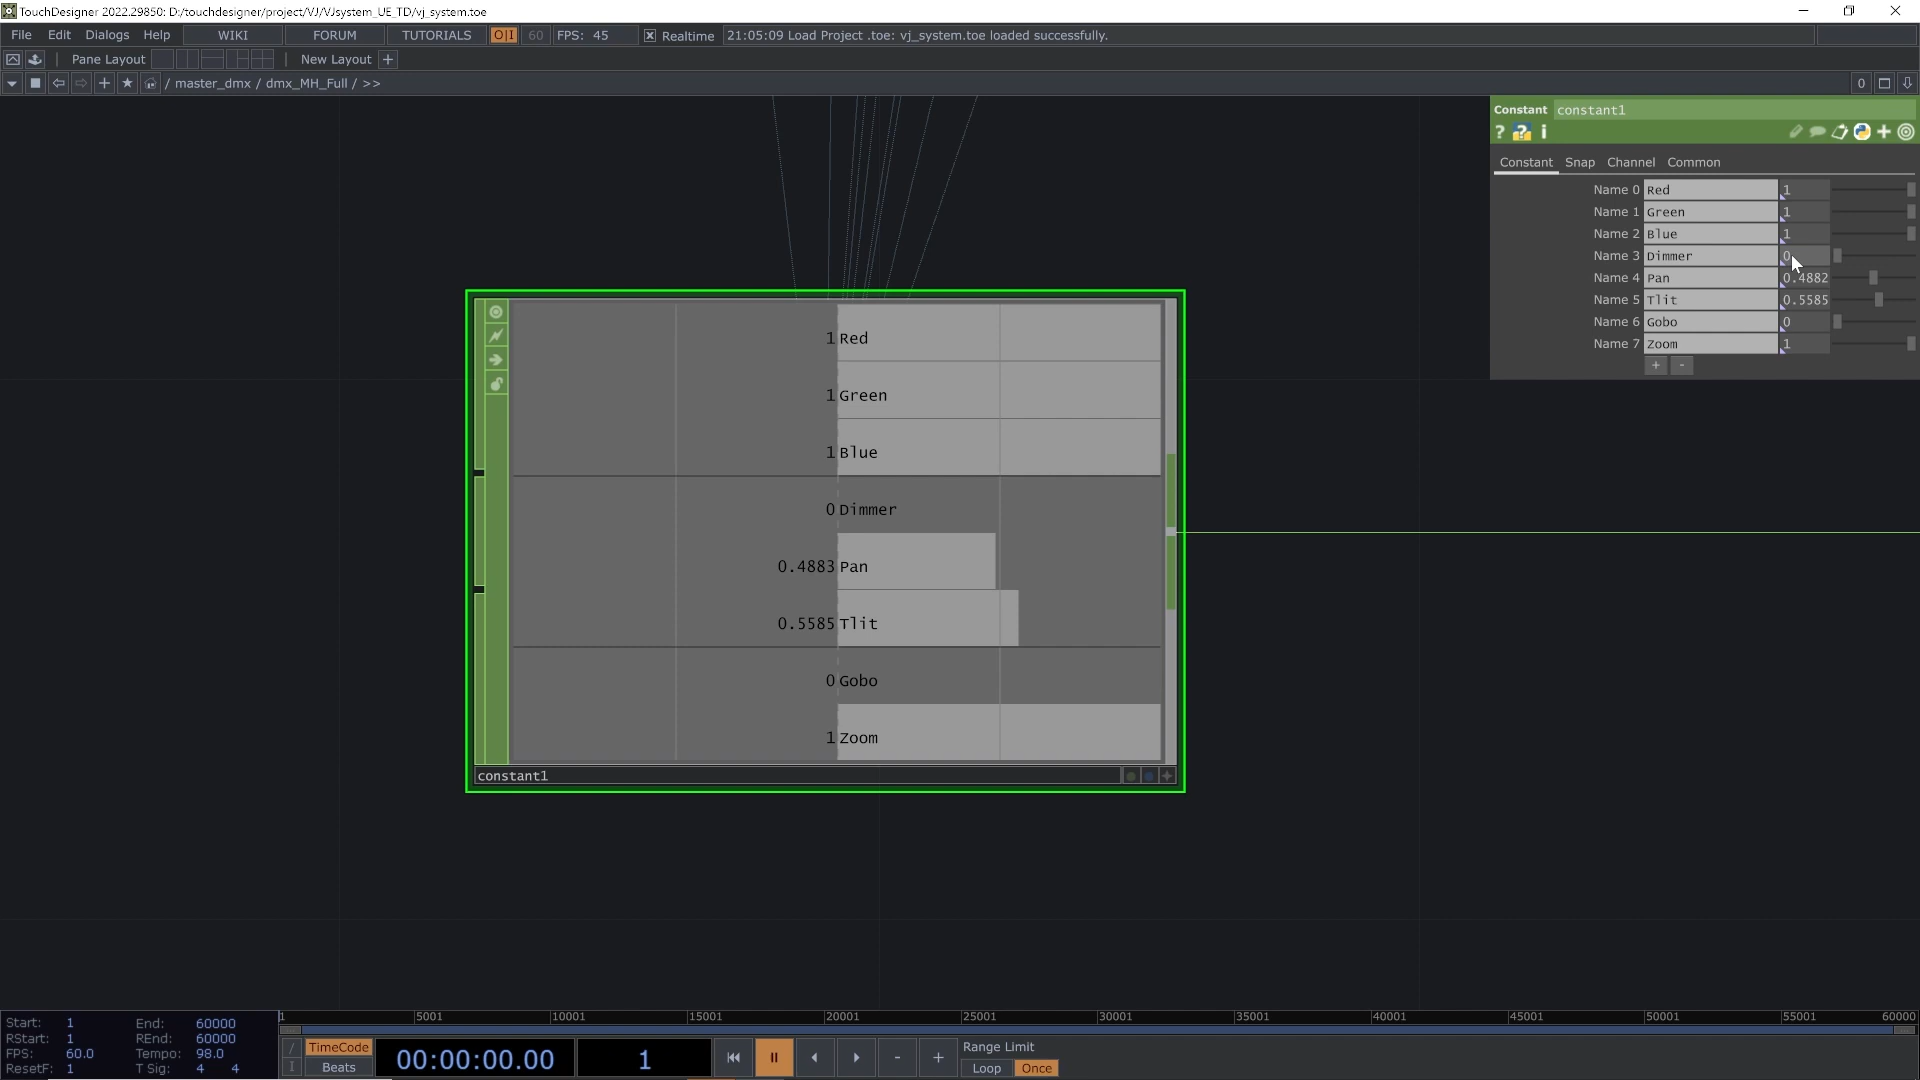 TouchDesigner 2022.29850: D:/touchdesigner/project/VJ/VJsystem_UE_TD/vj_system.toe
File Edit Dialogs Help WIKI FORUM TUTORIALS O|I 60 FPS: 45 Realtime 21:05:09 Load Project .toe: vj_system.toe loaded successfully.
Pane Layout New Layout +
/ master_dmx / dmx_MH_Full / >> 0
Constant constant1
? ? i
Constant Snap Channel Common
Name 0 Red 1
Name 1 Green 1
Name 2 Blue 1
Name 3 Dimmer 0
Name 4 Pan 0.4882
Name 5 Tlit 0.5585
Name 6 Gobo 0
Name 7 Zoom 1
+ -
1 Red
1 Green
1 Blue
0 Dimmer
0.4883 Pan
0.5585 Tlit
0 Gobo
1 Zoom
constant1
1 5001 10001 15001 20001 25001 30001 35001 40001 45001 50001 55001 60000
Start: 1 End: 60000
RStart: 1 REnd: 60000
FPS: 60.0 Tempo: 98.0
ResetF: 1 T Sig: 4 4
/ TimeCode
I Beats
00:00:00.00 1 - +
Range Limit
Loop Once